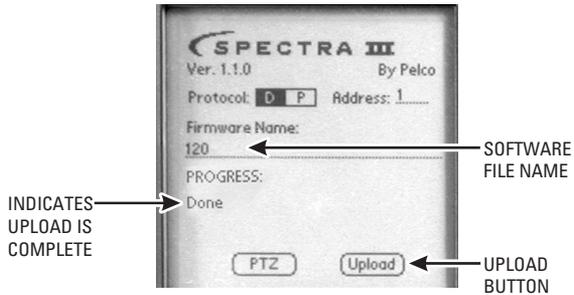 SPECTRA III
Ver. 1.1.0 By Pelco
Protocol: D P Address: 1
Firmware Name:
120
PROGRESS:
Done
PTZ Upload
SOFTWARE
FILE NAME
INDICATES
UPLOAD IS
COMPLETE
UPLOAD
BUTTON